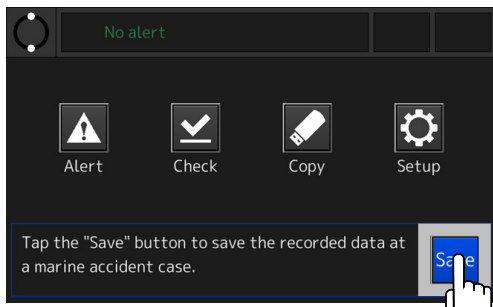 No alert
Alert Check Copy Setup
Tap the "Save" button to save the recorded data at
a marine accident case.
Save